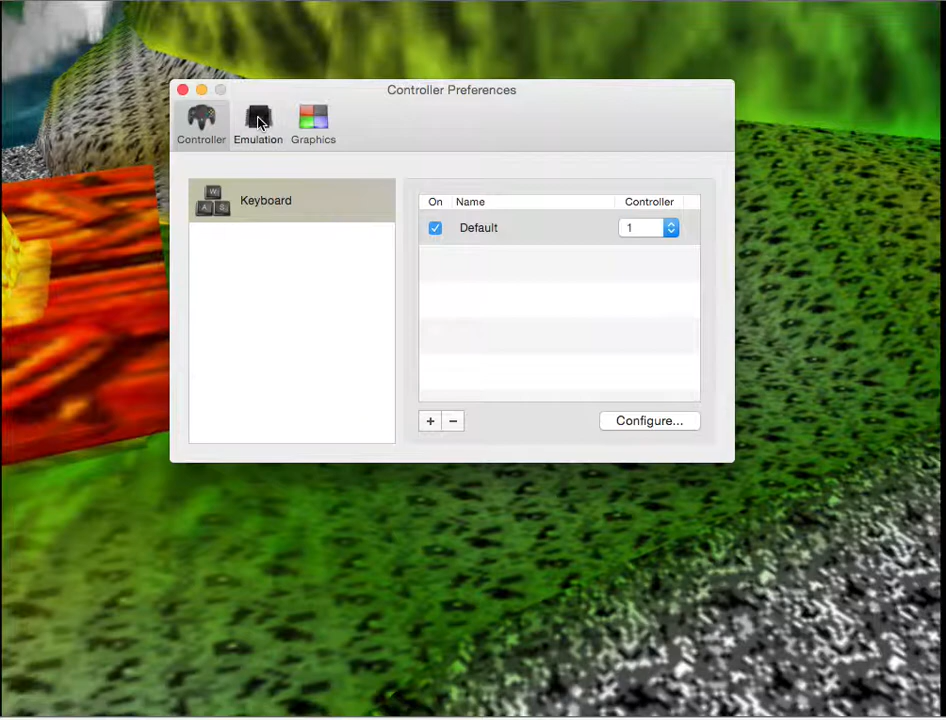 Controller Preferences
Controller Emulation Graphics
W
A S
Keyboard
On Name Controller
Default 1
+ − Configure...